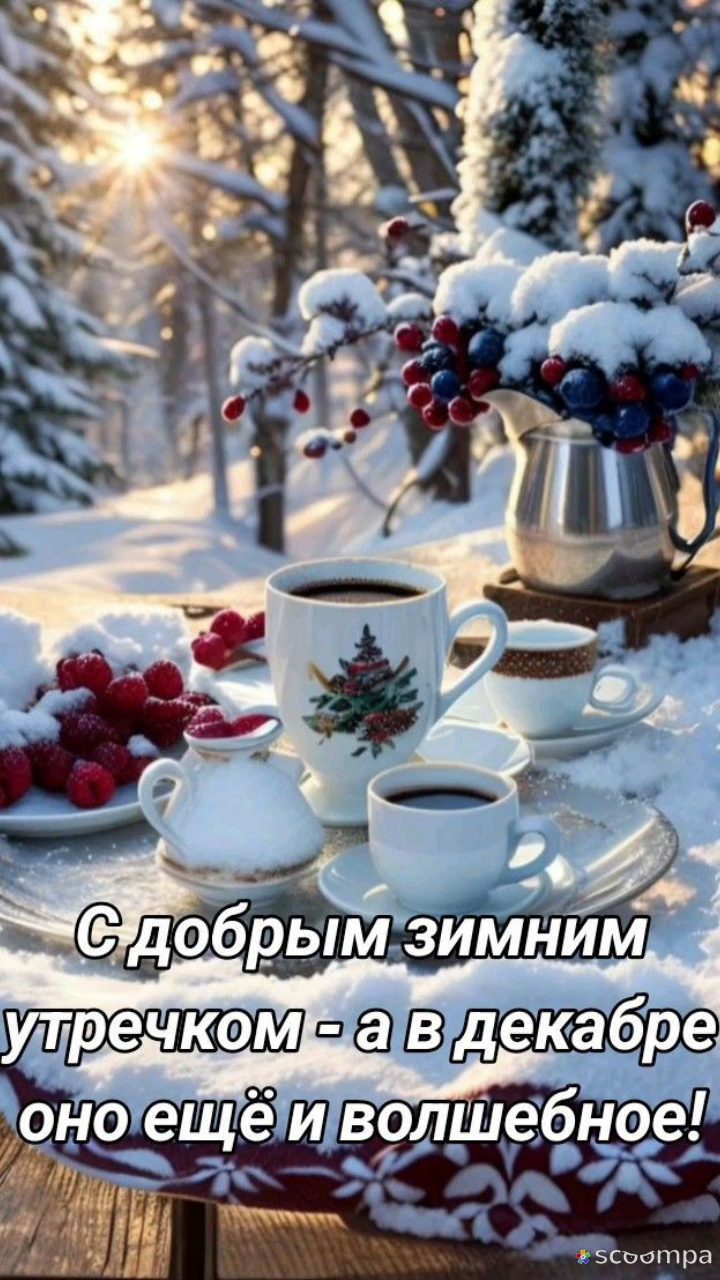 С добрым зимним
утречком - а в декабре
оно ещё и волшебное!
scoompa